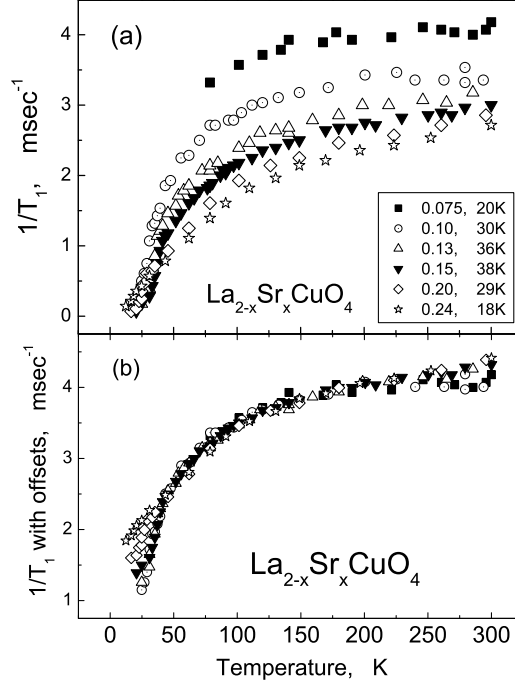 (a)
4
3
2
1
0
1/T₁, msec⁻¹
0.075, 20K
0.10, 30K
0.13, 36K
0.15, 38K
0.20, 29K
0.24, 18K
La₂₋ₓSrₓCuO₄
(b)
4
3
2
1
1/T₁ with offsets, msec⁻¹
La₂₋ₓSrₓCuO₄
0 50 100 150 200 250 300
Temperature, K